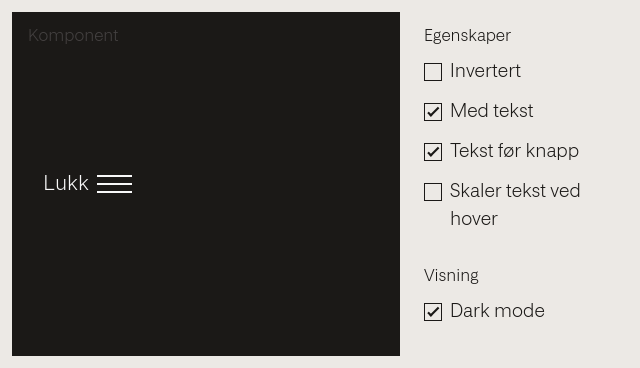 Komponent
Lukk
Egenskaper
Invertert
Med tekst
Tekst før knapp
Skaler tekst ved
hover
Visning
Dark mode